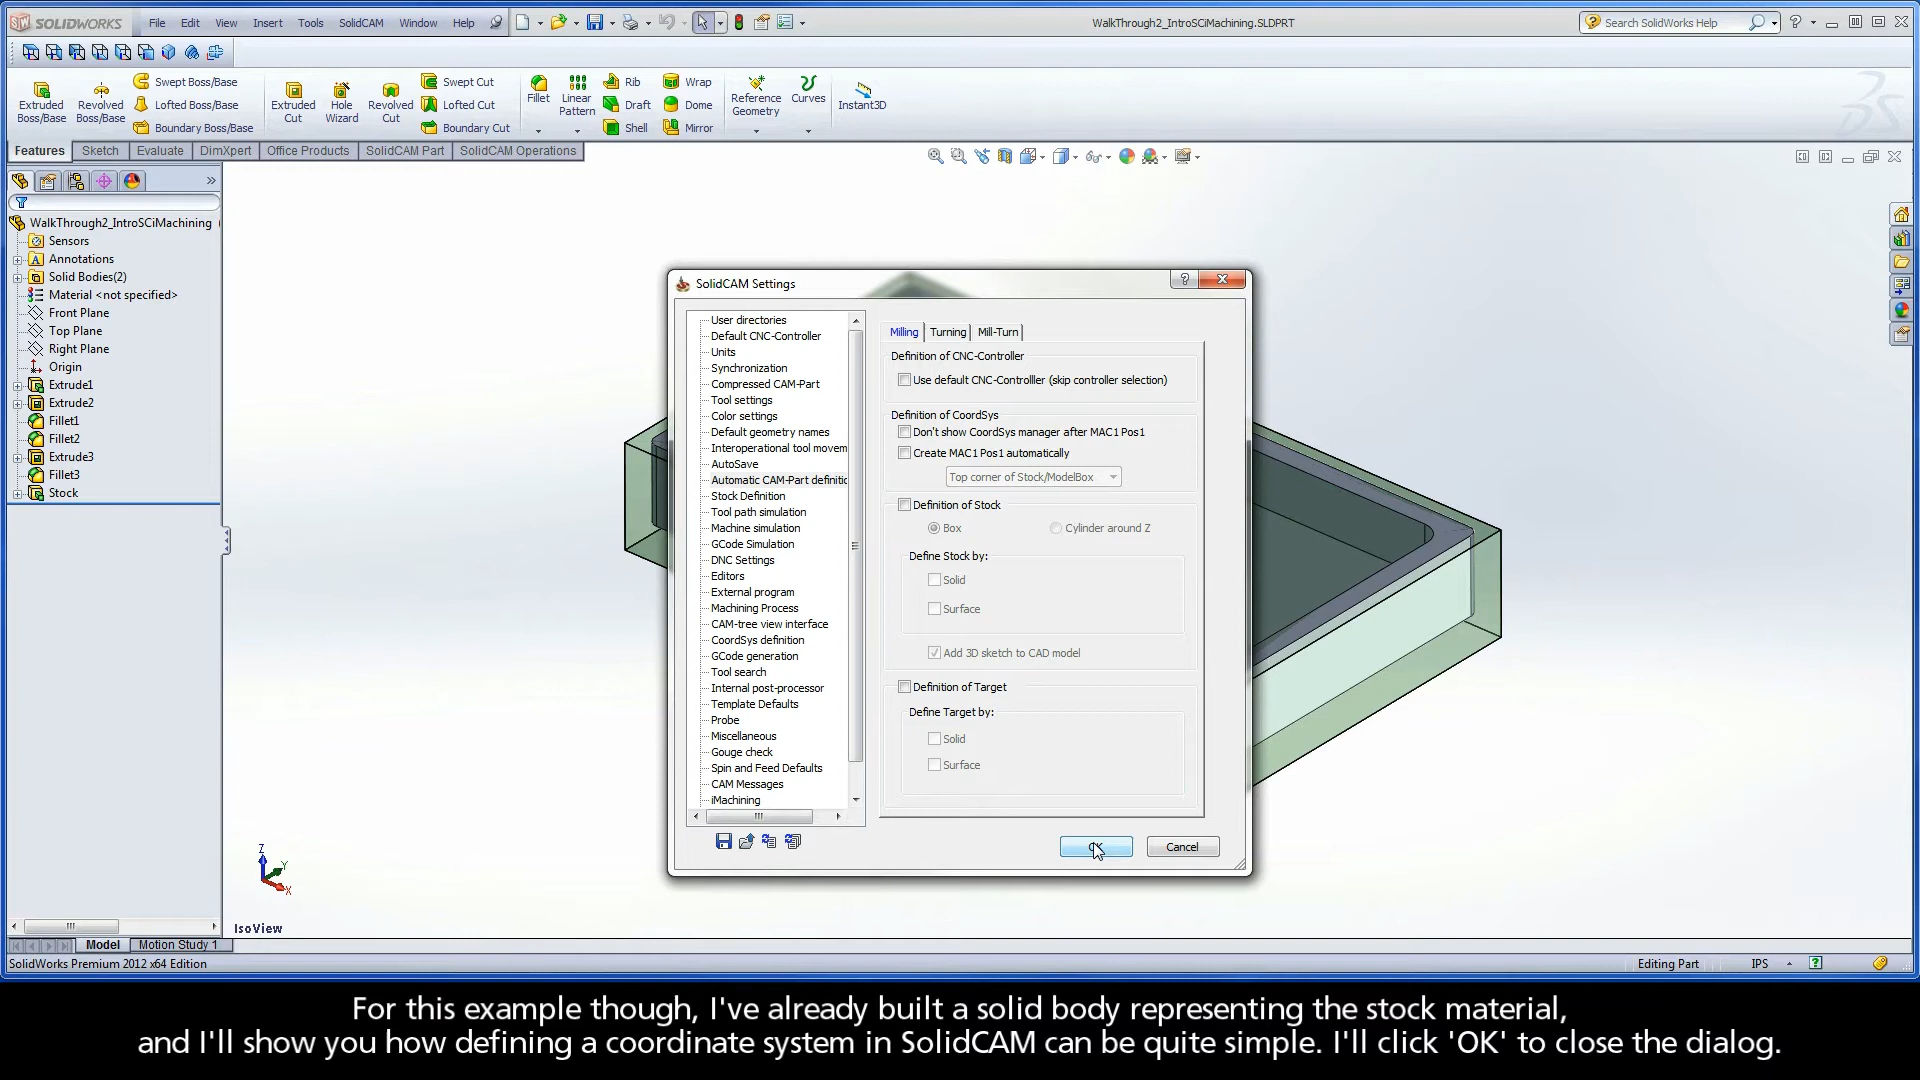 SOLIDWORKS
File Edit View Insert Tools SolidCAM Window Help
WalkThrough2_IntroSCiMachining.SLDPRT
Search SolidWorks Help
Extruded Boss/Base
Revolved Boss/Base
Swept Boss/Base
Lofted Boss/Base
Boundary Boss/Base
Extruded Cut
Hole Wizard
Revolved Cut
Swept Cut
Lofted Cut
Boundary Cut
Fillet
Linear Pattern
Rib
Draft
Shell
Wrap
Dome
Mirror
Reference Geometry
Curves
Instant3D
Features Sketch Evaluate DimXpert Office Products SolidCAM Part SolidCAM Operations
WalkThrough2_IntroSCiMachining (
Sensors
Annotations
Solid Bodies(2)
Material <not specified>
Front Plane
Top Plane
Right Plane
Origin
Extrude1
Extrude2
Fillet1
Fillet2
Extrude3
Fillet3
Stock
SolidCAM Settings
User directories
Default CNC-Controller
Units
Synchronization
Compressed CAM-Part
Tool settings
Color settings
Default geometry names
Interoperational tool movem
AutoSave
Automatic CAM-Part definitic
Stock Definition
Tool path simulation
Machine simulation
GCode Simulation
DNC Settings
Editors
External program
Machining Process
CAM-tree view interface
CoordSys definition
GCode generation
Tool search
Internal post-processor
Template Defaults
Probe
Miscellaneous
Gouge check
Spin and Feed Defaults
CAM Messages
iMachining
Milling Turning Mill-Turn
Definition of CNC-Controller
Use default CNC-Controlller (skip controller selection)
Definition of CoordSys
Don't show CoordSys manager after MAC1 Pos1
Create MAC1 Pos1 automatically
Top corner of Stock/ModelBox
Definition of Stock
Box Cylinder around Z
Define Stock by:
Solid
Surface
Add 3D sketch to CAD model
Definition of Target
Define Target by:
Solid
Surface
OK Cancel
Z
Y
X
IsoView
Model Motion Study 1
SolidWorks Premium 2012 x64 Edition
Editing Part IPS
For this example though, I've already built a solid body representing the stock material,
and I'll show you how defining a coordinate system in SolidCAM can be quite simple. I'll click 'OK' to close the dialog.